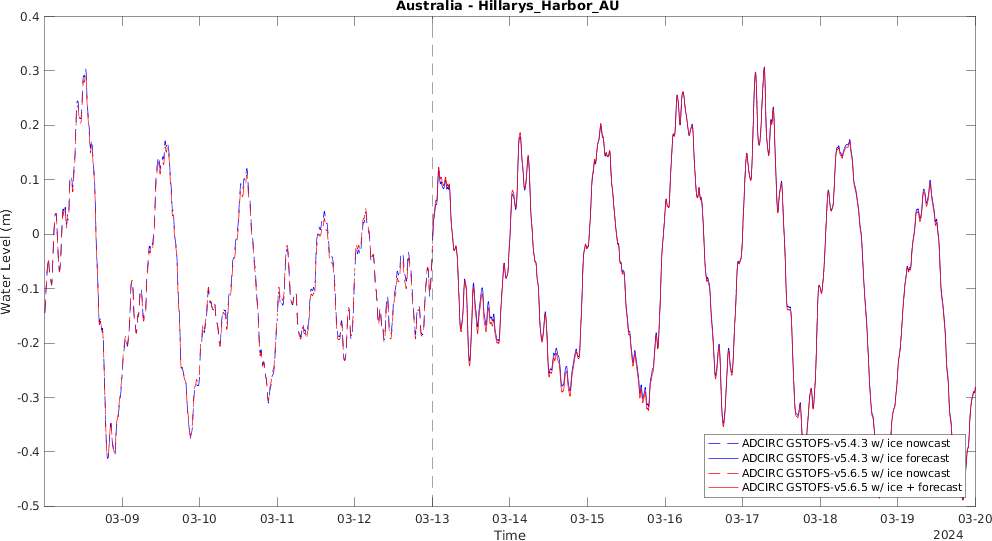 Australia - Hillarys_Harbor_AU
0.4
0.3
0.2
0.1
0
-0.1
-0.2
-0.3
-0.4
-0.5
Water Level (m)
03-09 03-10 03-11 03-12 03-13 03-14 03-15 03-16 03-17 03-18 03-19 03-20
Time
2024
ADCIRC GSTOFS-v5.4.3 w/ ice nowcast
ADCIRC GSTOFS-v5.4.3 w/ ice forecast
ADCIRC GSTOFS-v5.6.5 w/ ice nowcast
ADCIRC GSTOFS-v5.6.5 w/ ice + forecast